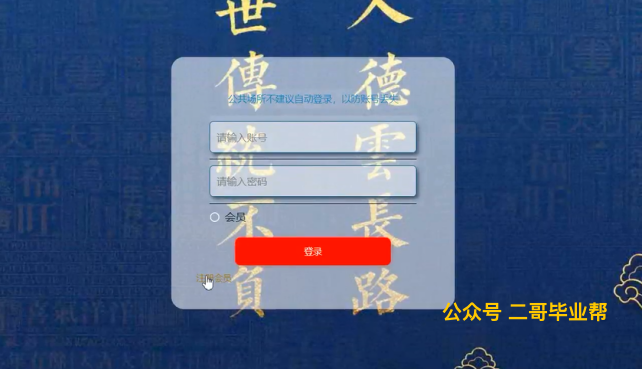 世傳統不負
人德雲長路
公共场所不建议自动登录，以防账号丢失
请输入账号
请输入密码
会员
登录
注册会员
公众号 二哥毕业帮